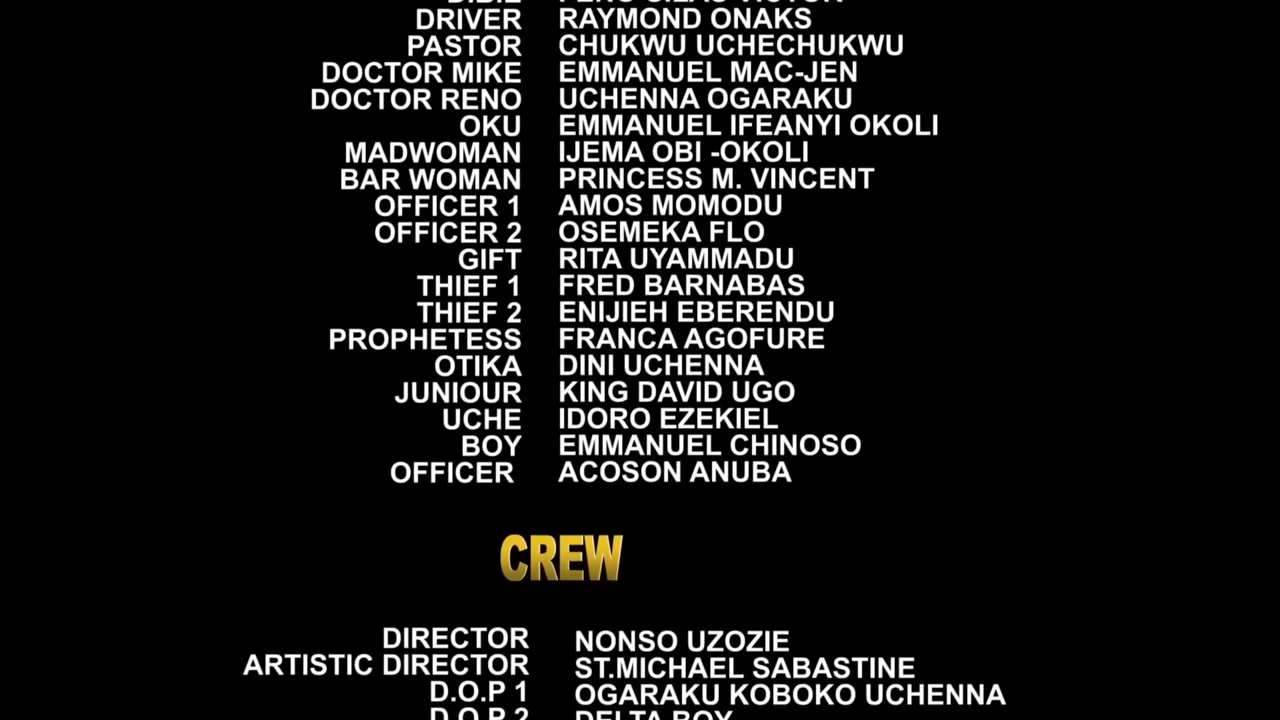 DRIVER RAYMOND ONAKS
PASTOR CHUKWU UCHECHUKWU
DOCTOR MIKE EMMANUEL MAC-JEN
DOCTOR RENO UCHENNA OGARAKU
OKU EMMANUEL IFEANYI OKOLI
MADWOMAN IJEMA OBI -OKOLI
BAR WOMAN PRINCESS M. VINCENT
OFFICER 1 AMOS MOMODU
OFFICER 2 OSEMEKA FLO
GIFT RITA UYAMMADU
THIEF 1 FRED BARNABAS
THIEF 2 ENIJIEH EBERENDU
PROPHETESS FRANCA AGOFURE
OTIKA DINI UCHENNA
JUNIOUR KING DAVID UGO
UCHE IDORO EZEKIEL
BOY EMMANUEL CHINOSO
OFFICER ACOSON ANUBA
CREW
DIRECTOR NONSO UZOZIE
ARTISTIC DIRECTOR ST.MICHAEL SABASTINE
D.O.P 1 OGARAKU KOBOKO UCHENNA
D.O.P 2 DELTA BOY